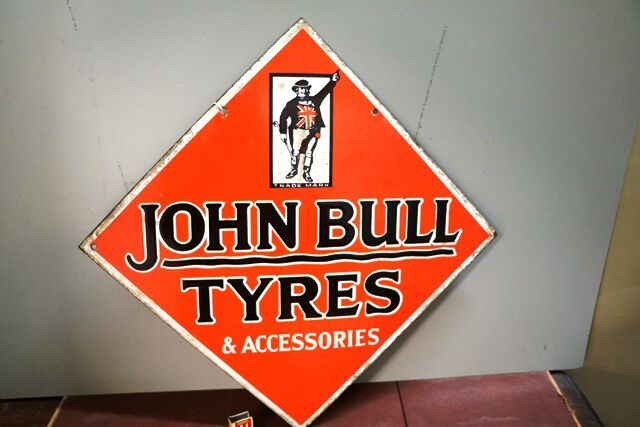 TRADE MARK
JOHN BULL
TYRES
& ACCESSORIES